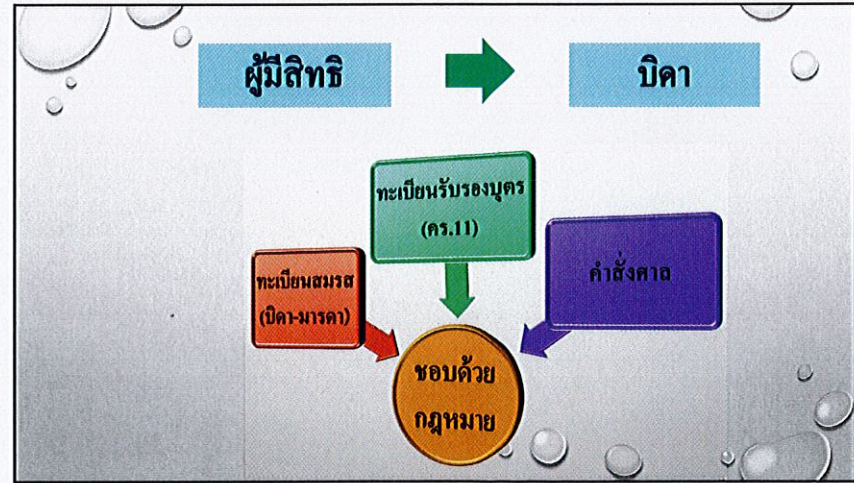 ผู้มีสิทธิ
บิดา
ทะเบียนรับรองบุตร
(คร.11)
ทะเบียนสมรส
(บิดา-มารดา)
คำสั่งศาล
ชอบด้วย
กฎหมาย